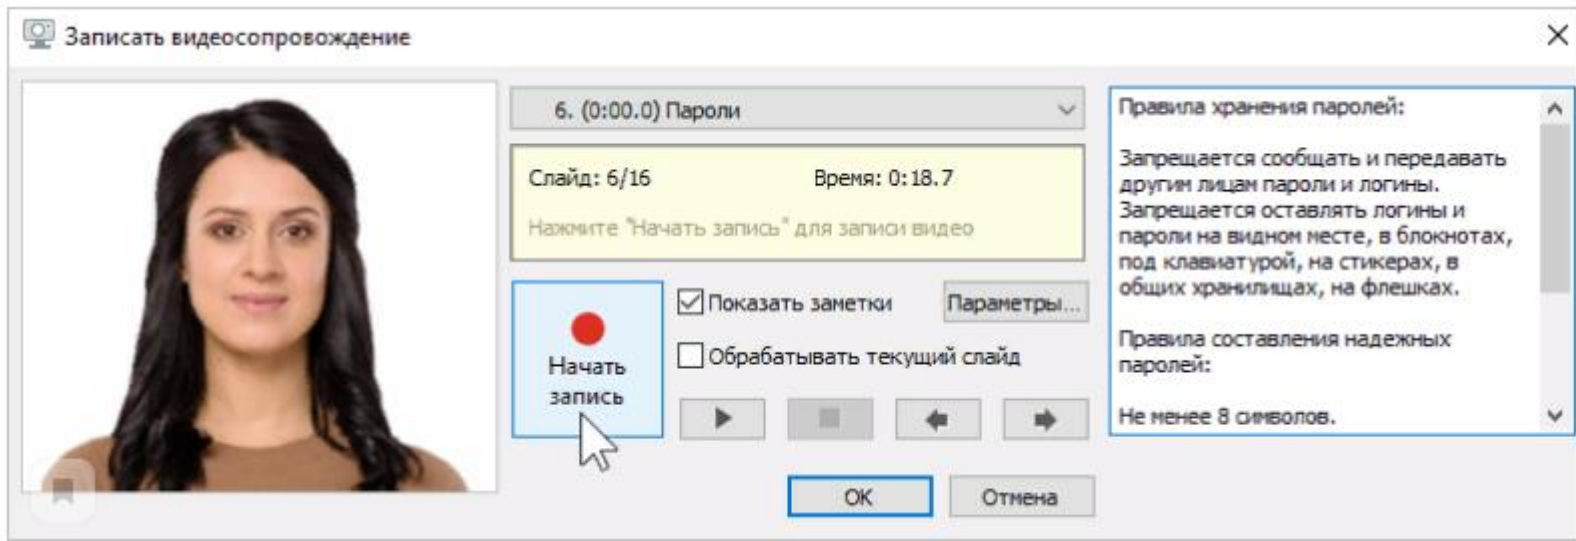 Записать видеосопровождение
6. (0:00.0) Пароли
Слайд: 6/16 Время: 0:18.7
Нажмите "Начать запись" для записи видео
Начать
запись
Показать заметки
Параметры...
Обрабатывать текущий слайд
OK
Отмена
Правила хранения паролей:
Запрещается сообщать и передавать
другим лицам пароли и логины.
Запрещается оставлять логины и
пароли на видном месте, в блокнотах,
под клавиатурой, на стикерах, в
общих хранилищах, на флешках.
Правила составления надежных
паролей:
Не менее 8 символов.